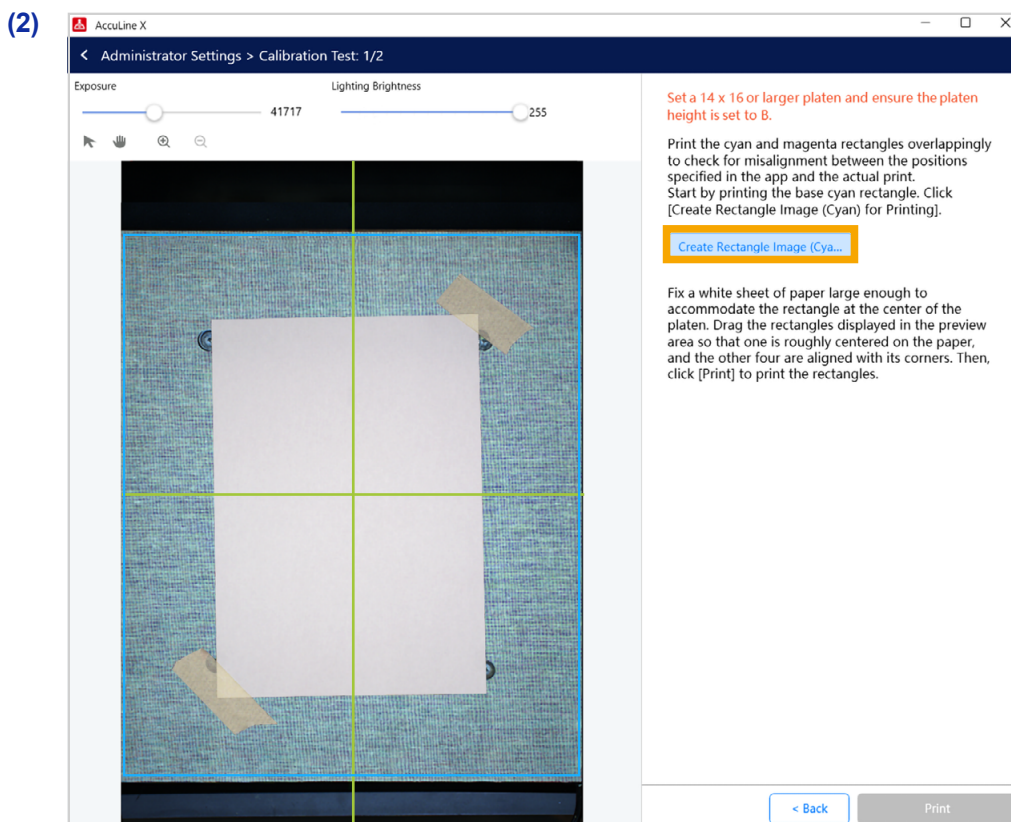 (2)
AccuLine X
Administrator Settings > Calibration Test: 1/2
Exposure
41717
Lighting Brightness
255
Set a 14 x 16 or larger platen and ensure the platen
height is set to B.
Print the cyan and magenta rectangles overlappingly
to check for misalignment between the positions
specified in the app and the actual print.
Start by printing the base cyan rectangle. Click
[Create Rectangle Image (Cyan) for Printing].
Create Rectangle Image (Cya...
Fix a white sheet of paper large enough to
accommodate the rectangle at the center of the
platen. Drag the rectangles displayed in the preview
area so that one is roughly centered on the paper,
and the other four are aligned with its corners. Then,
click [Print] to print the rectangles.
< Back
Print